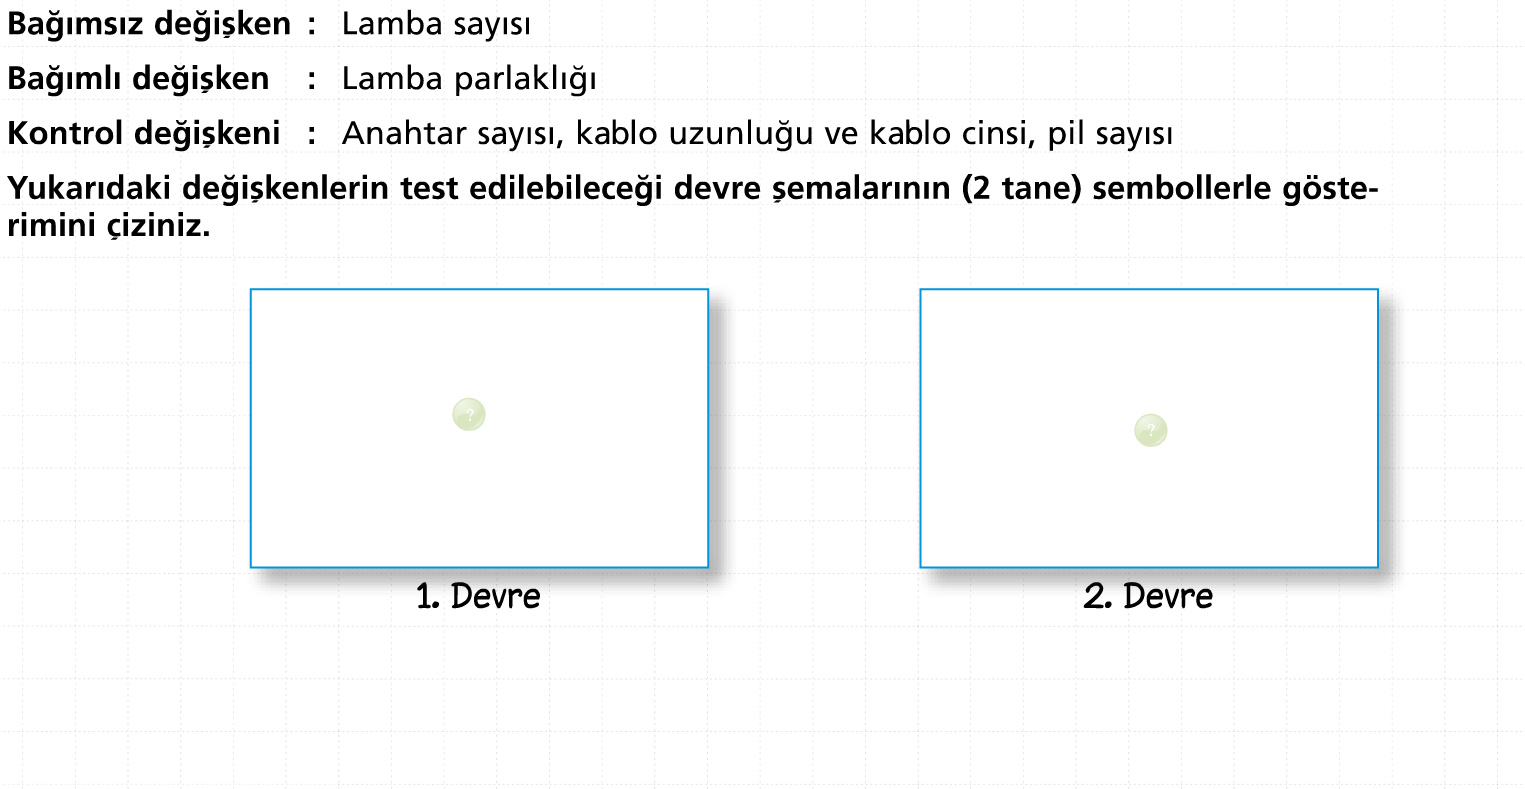 Bağımsız değişken : Lamba sayısı
Bağımlı değişken : Lamba parlaklığı
Kontrol değişkeni : Anahtar sayısı, kablo uzunluğu ve kablo cinsi, pil sayısı
Yukarıdaki değişkenlerin test edilebileceği devre şemalarının (2 tane) sembollerle göste-
rimini çiziniz.
?
?
1. Devre
2. Devre